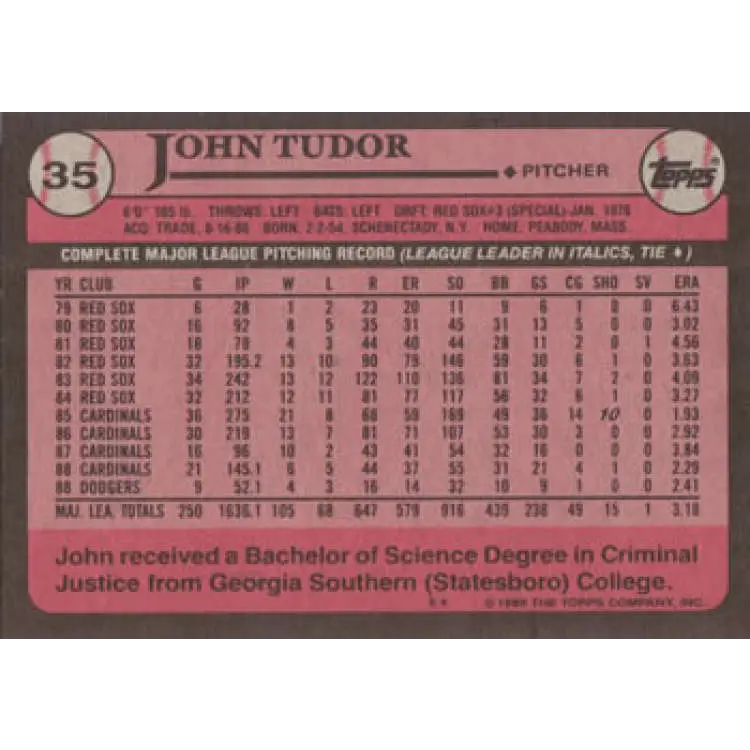 35
JOHN TUDOR
PITCHER
topps®
6'0" 185 lb. THROWS: LEFT BATS: LEFT DRFT: RED SOX#3 (SPECIAL)-JAN. 1976
ACQ: TRADE, 8-16-88 BORN: 2-2-54, SCHENECTADY, N.Y. HOME: PEABODY, MASS.
COMPLETE MAJOR LEAGUE PITCHING RECORD (LEAGUE LEADER IN ITALICS, TIE ♦)
YR CLUB G IP W L R ER SO BB GS CG SHO SV ERA
79 RED SOX 6 28 1 2 23 20 11 9 6 1 0 0 6.43
80 RED SOX 16 92 8 5 35 31 45 31 13 5 0 0 3.02
81 RED SOX 18 79 4 3 44 40 44 28 11 2 0 1 4.56
82 RED SOX 32 195.2 13 10 90 79 146 59 30 6 1 0 3.63
83 RED SOX 34 242 13 12 122 110 136 81 34 7 2 0 4.09
84 RED SOX 32 212 12 11 81 77 117 56 32 6 1 0 3.27
85 CARDINALS 36 275 21 8 68 59 169 49 36 14 10 0 1.93
86 CARDINALS 30 219 13 7 81 71 107 53 30 3 0 0 2.92
87 CARDINALS 16 96 10 2 43 41 54 32 16 0 0 0 3.84
88 CARDINALS 21 145.1 6 5 44 37 55 31 21 4 1 0 2.29
88 DODGERS 9 52.1 4 3 16 14 32 10 9 1 0 0 2.41
MAJ. LEA. TOTALS 250 1636.1 105 68 647 579 916 439 238 49 15 1 3.18
John received a Bachelor of Science Degree in Criminal
Justice from Georgia Southern (Statesboro) College.
© 1989 THE TOPPS COMPANY, INC.